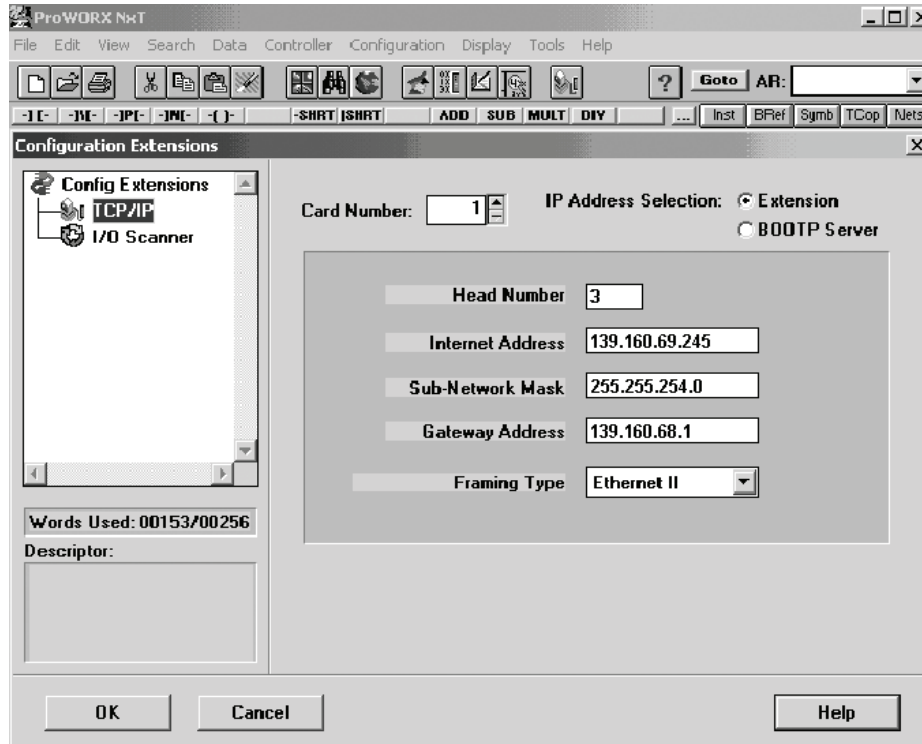 ProWORX NxT
File Edit View Search Data Controller Configuration Display Tools Help
? Goto AR:
-] [- -]\[- -]P[- -]N[- -( )- -SHRT |SHRT ADD SUB MULT DIV ... Inst BRef Symb TCop Nets
Configuration Extensions
Config Extensions
TCP/IP
I/O Scanner
Card Number: 1
IP Address Selection: Extension
BOOTP Server
Head Number 3
Internet Address 139.160.69.245
Sub-Network Mask 255.255.254.0
Gateway Address 139.160.68.1
Framing Type Ethernet II
Words Used: 00153/00256
Descriptor:
OK Cancel Help